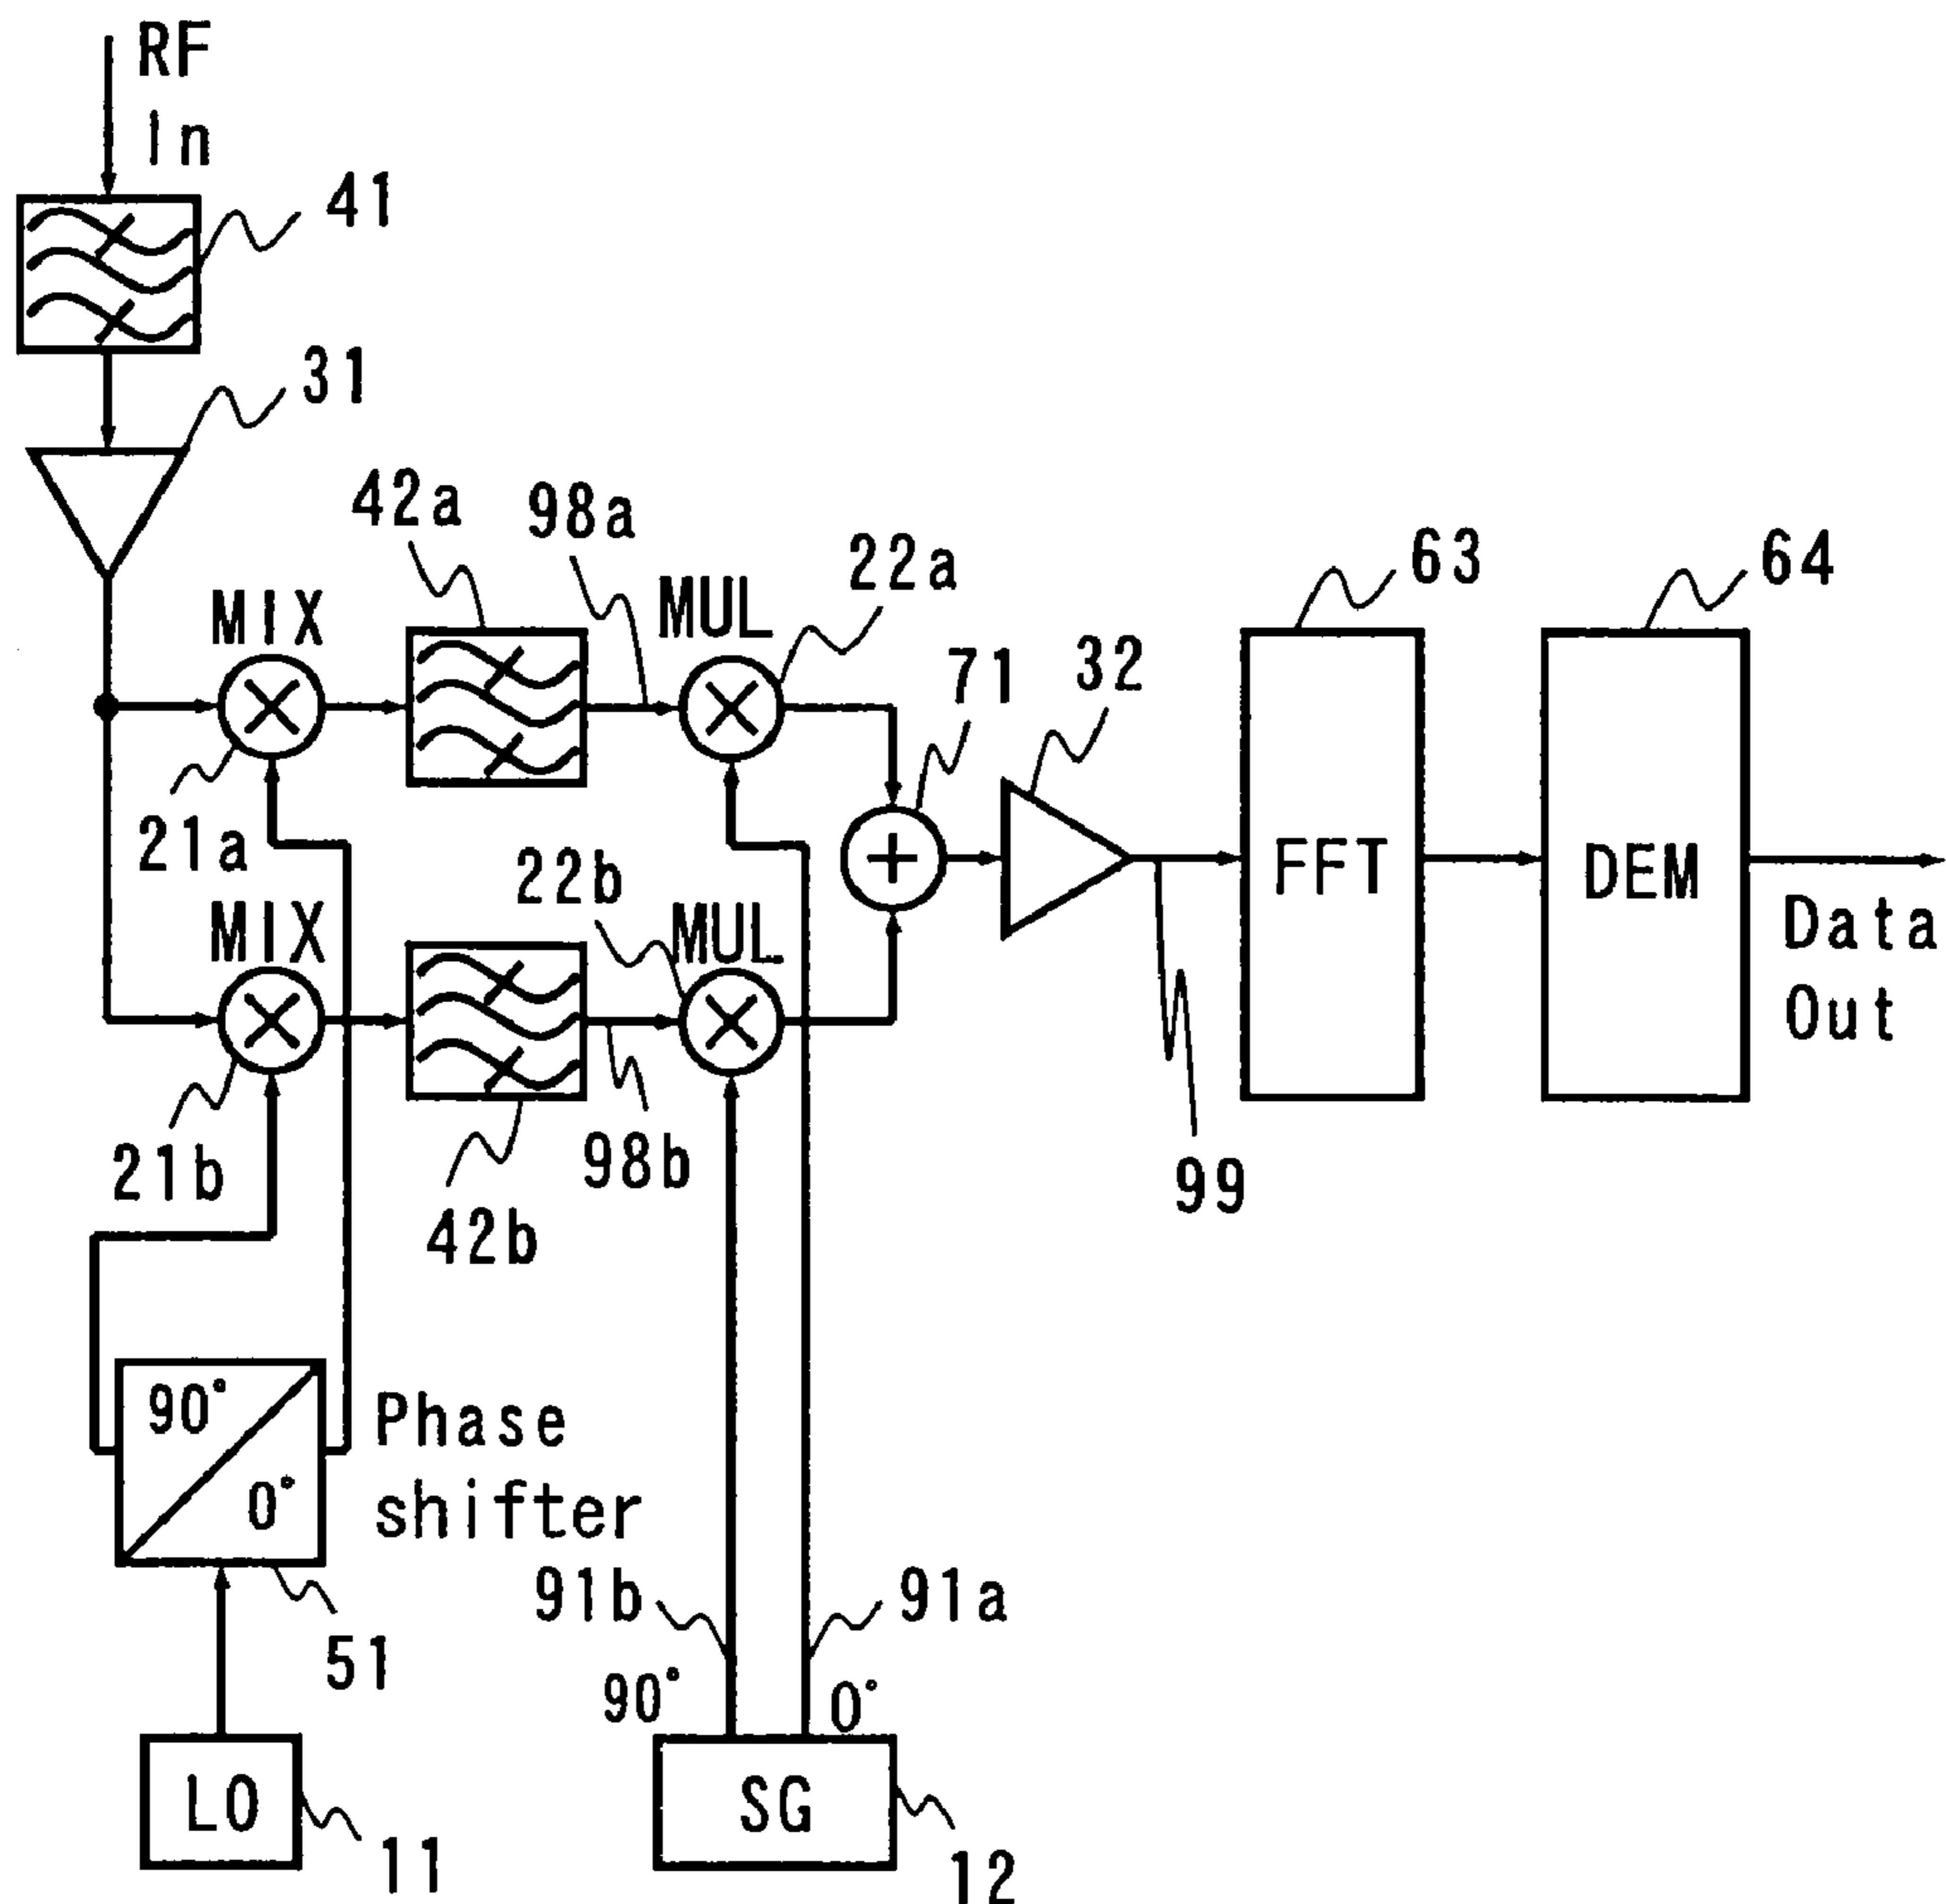 RF
In
41
31
42a
98a
22a
63
64
MIX
MUL
71
32
21a
22b
FFT
DEM
MIX
MUL
Data
Out
21b
98b
99
42b
90°
0°
Phase
shifter
91b
91a
51
90°
0°
LO
SG
11
12